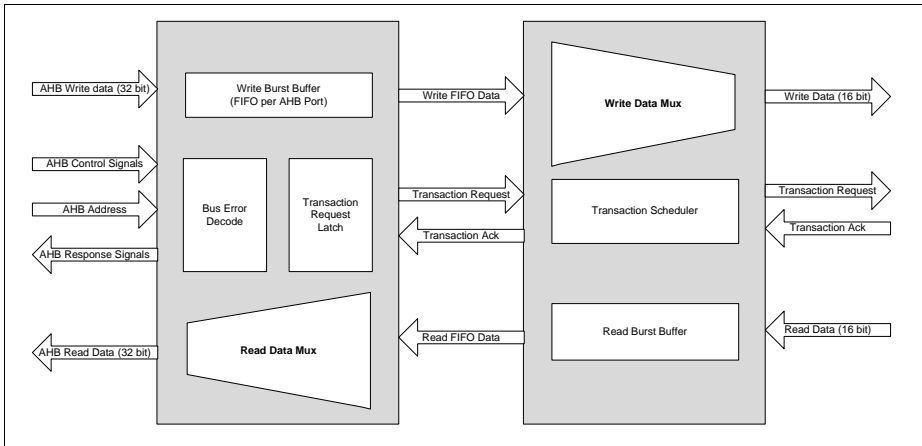 AHB Write data (32 bit)
Write Burst Buffer
(FIFO per AHB Port)
Write FIFO Data
Write Data Mux
Write Data (16 bit)
AHB Control Signals
AHB Address
AHB Response Signals
Bus Error
Decode
Transaction
Request
Latch
Transaction Request
Transaction Ack
Transaction Scheduler
Transaction Request
Transaction Ack
AHB Read Data (32 bit)
Read Data Mux
Read FIFO Data
Read Burst Buffer
Read Data (16 bit)